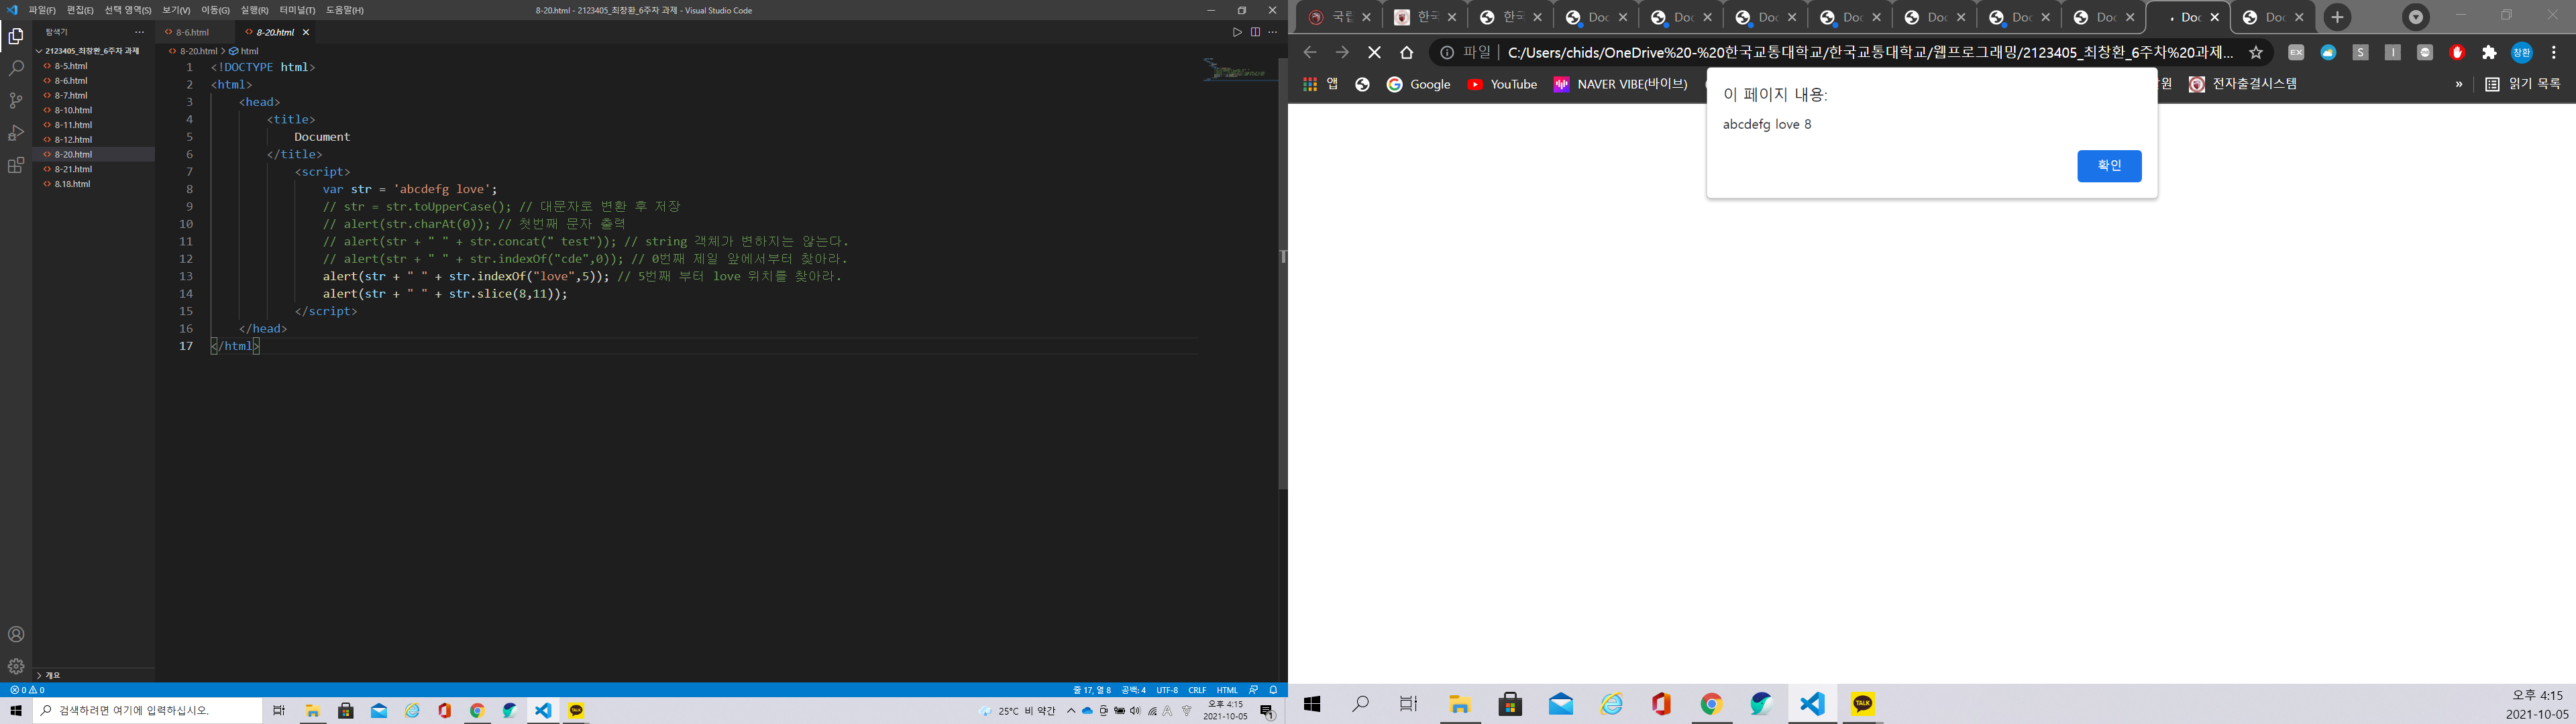 파일(F) 편집(E) 선택 영역(S) 보기(V) 이동(G) 실행(R) 터미널(T) 도움말(H)
8-20.html - 2123405_최창환_6주차 과제 - Visual Studio Code
탐색기
2123405_최창환_6주차 과제
8-5.html
8-6.html
8-7.html
8-10.html
8-11.html
8-12.html
8-20.html
8-21.html
8.18.html
개요
8-6.html
8-20.html
8-20.html > html
1 <!DOCTYPE html>
2 <html>
3 <head>
4 <title>
5 Document
6 </title>
7 <script>
8 var str = 'abcdefg love';
9 // str = str.toUpperCase(); // 대문자로 변환 후 저장
10 // alert(str.charAt(0)); // 첫번째 문자 출력
11 // alert(str + " " + str.concat(" test")); // string 객체가 변하지는 않는다.
12 // alert(str + " " + str.indexOf("cde",0)); // 0번째 제일 앞에서부터 찾아라.
13 alert(str + " " + str.indexOf("love",5)); // 5번째 부터 love 위치를 찾아라.
14 alert(str + " " + str.slice(8,11));
15 </script>
16 </head>
17 </html>
0 0
줄 17, 열 8 공백: 4 UTF-8 CRLF HTML
검색하려면 여기에 입력하십시오.
TALK
25°C 비 약간
오후 4:15
2021-10-05
1
국립 한국 한국 Doc Doc Doc Doc Doc Doc Doc Doc Doc
파일 C:/Users/chids/OneDrive%20-%20한국교통대학교/한국교통대학교/웹프로그래밍/2123405_최창환_6주차%20과제...
EX S I 창환
앱 Google YouTube NAVER VIBE(바이브) 원 전자출결시스템 » 읽기 목록
이 페이지 내용:
abcdefg love 8
확인
TALK
오후 4:15
2021-10-05